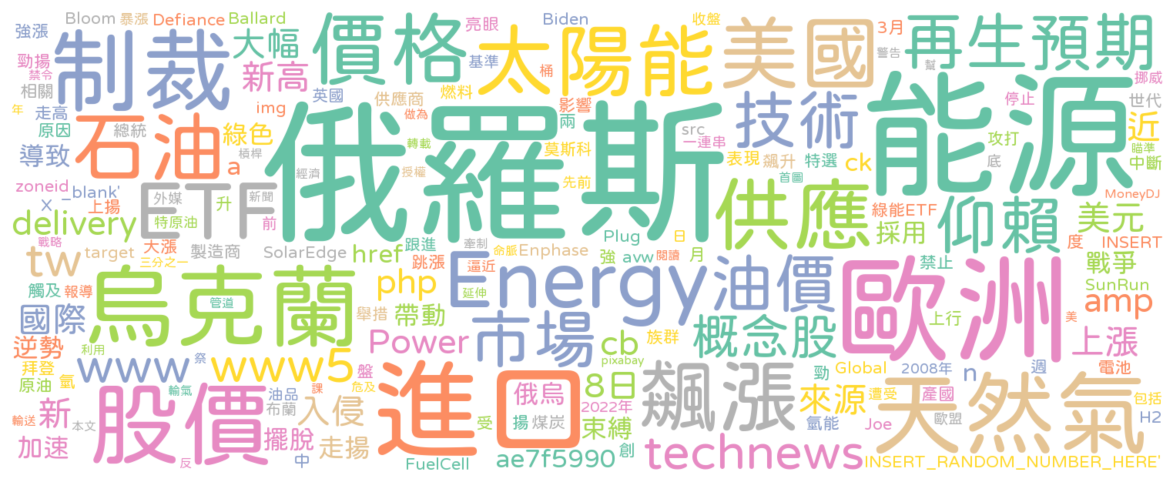 Bloom 暴漲 Defiance Ballard Biden 收盤 3月 警告 幫 挪威
強漲 制裁 大幅 價格 亮眼 太陽能 美國 再生 預期
勁揚 禁令 新高 基準 桶 停止
相關 img 英國 供應商 燃料 影響 技術 能源 世代
年 走高 做為 兩 近
原因 總統 綠色 轉載 src 攻打 瞄準
導致 石油 槓桿 俄羅斯 莫斯科 一連串 表現 飆升 特選 ck 底 中斷
a 經濟 授權 先前 首圖
zoneid _blank' ETF 新聞 供應 仰賴 MoneyDJ
X 上揚 外媒 升 綠能ETF 美元
delivery 特原油 前 Plug 日 採用 度 INSERT
戰略 大漲 製造商 SolarEdge href 跟進 牽制 命脈 Enphase
tw target 三分之一 跳漲 逼近 強 avw 閱讀 月 禁止 戰爭
觸及 報導 烏克蘭 管道 php 延伸 Energy 油價 歐洲 SunRun
國際 舉措 帶動 市場 族群 概念股 上行 美 amp
逆勢 www www5 Power cb 上漲
拜登 利用 祭 盤 pixabay Global 2008年 n 週 電池
原油 氫 輸氣 油品 課 危及 俄烏 8日 飆漲 勁 來源 遭受 產國 包括
新 股價 布蘭 入侵 進口 揚 煤炭 2022年 天然氣
輸送 本文 受 束縛 氫能 Joe 歐盟 H2
加速 擺脫 走揚 創
反 中 FuelCell ae7f5990 technews INSERT_RANDOM_NUMBER_HERE'